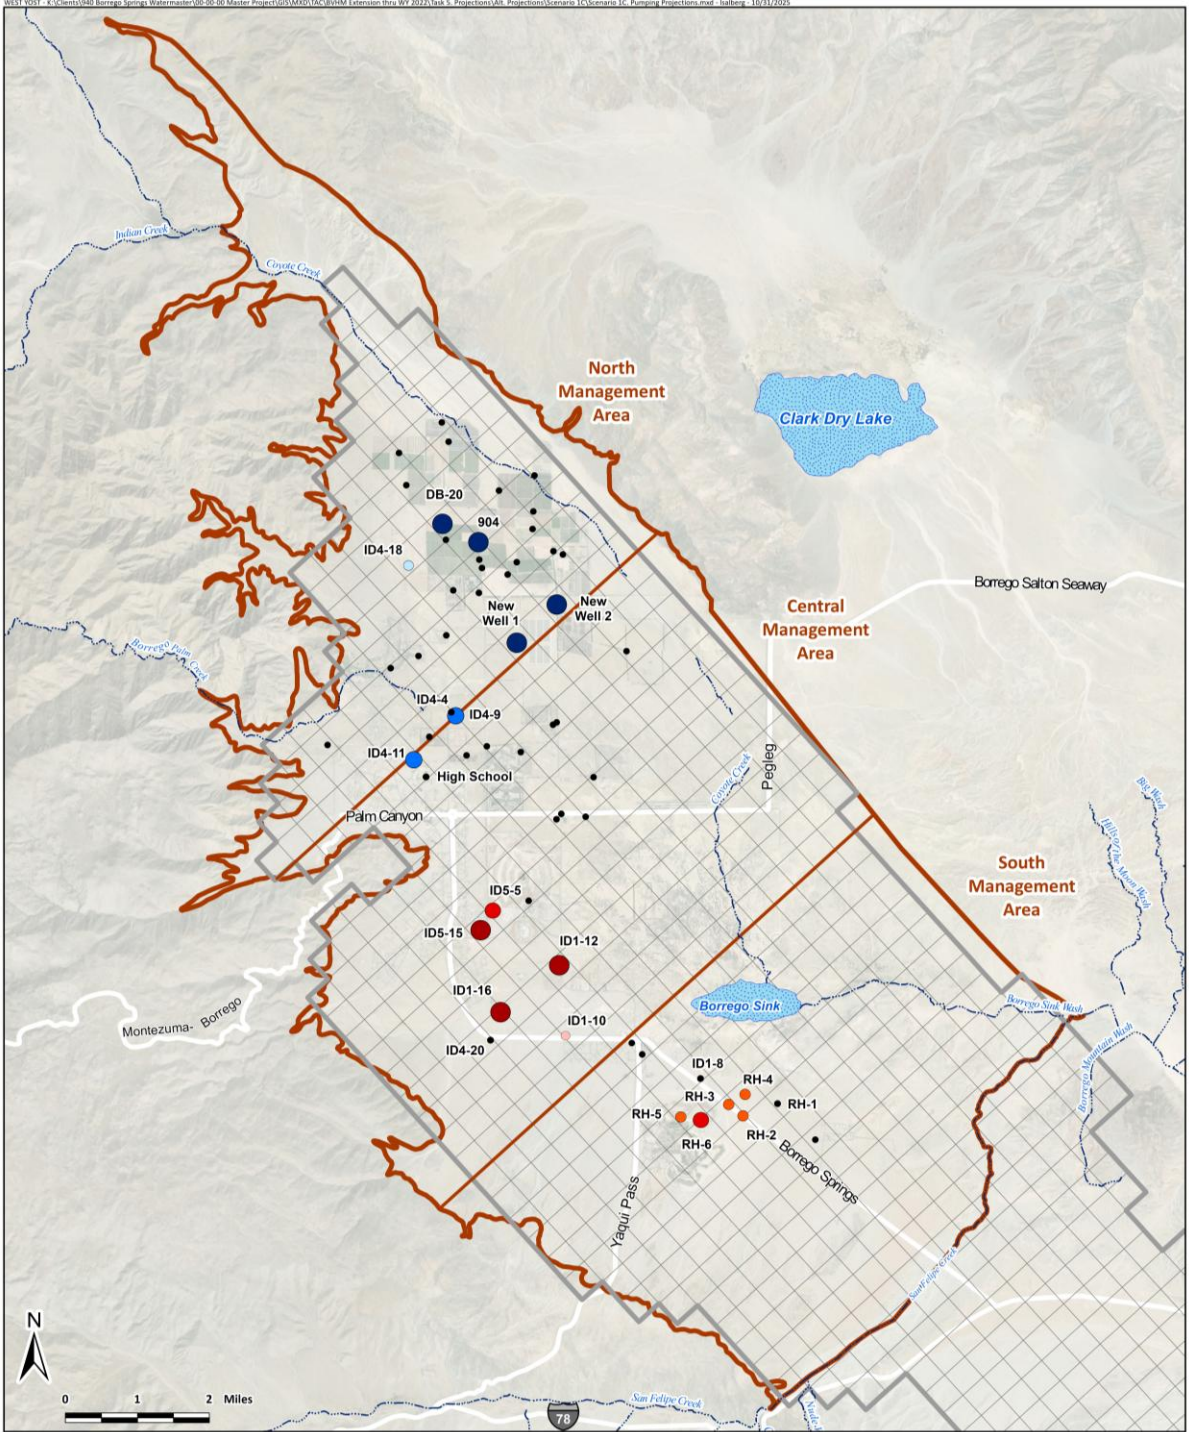 WEST YOST - K:\Clients\940 Borrego Springs Watermaster\00-00-00 Master Project\GIS\MXD\TAC\BVHM Extension thru WY 2022\Task 5. Projections\Alt. Projections\Scenario 1C\Scenario 1C. Pumping Projections.mxd - lsalberg - 10/31/2025
Indian Creek
Coyote Creek
North
Management
Area
Clark Dry Lake
DB-20
904
ID4-18
Borrego Salton Seaway
New
Well 1
New
Well 2
Central
Management
Area
Borrego Palm Creek
ID4-4
ID4-9
ID4-11
High School
Pegleg
Coyote Creek
Palm Canyon
Big Wash
Hills of The Moon Wash
South
Management
Area
ID5-5
ID5-15
ID1-12
ID1-16
Borrego Sink
Borrego Sink Wash
Montezuma- Borrego
ID1-10
ID4-20
Borrego Mountain Wash
ID1-8
RH-4
RH-3
RH-1
RH-5
RH-2
RH-6
Borrego Springs
Yaqui Pass
San Felipe Creek
N
0 1 2 Miles
San Felipe Creek
78